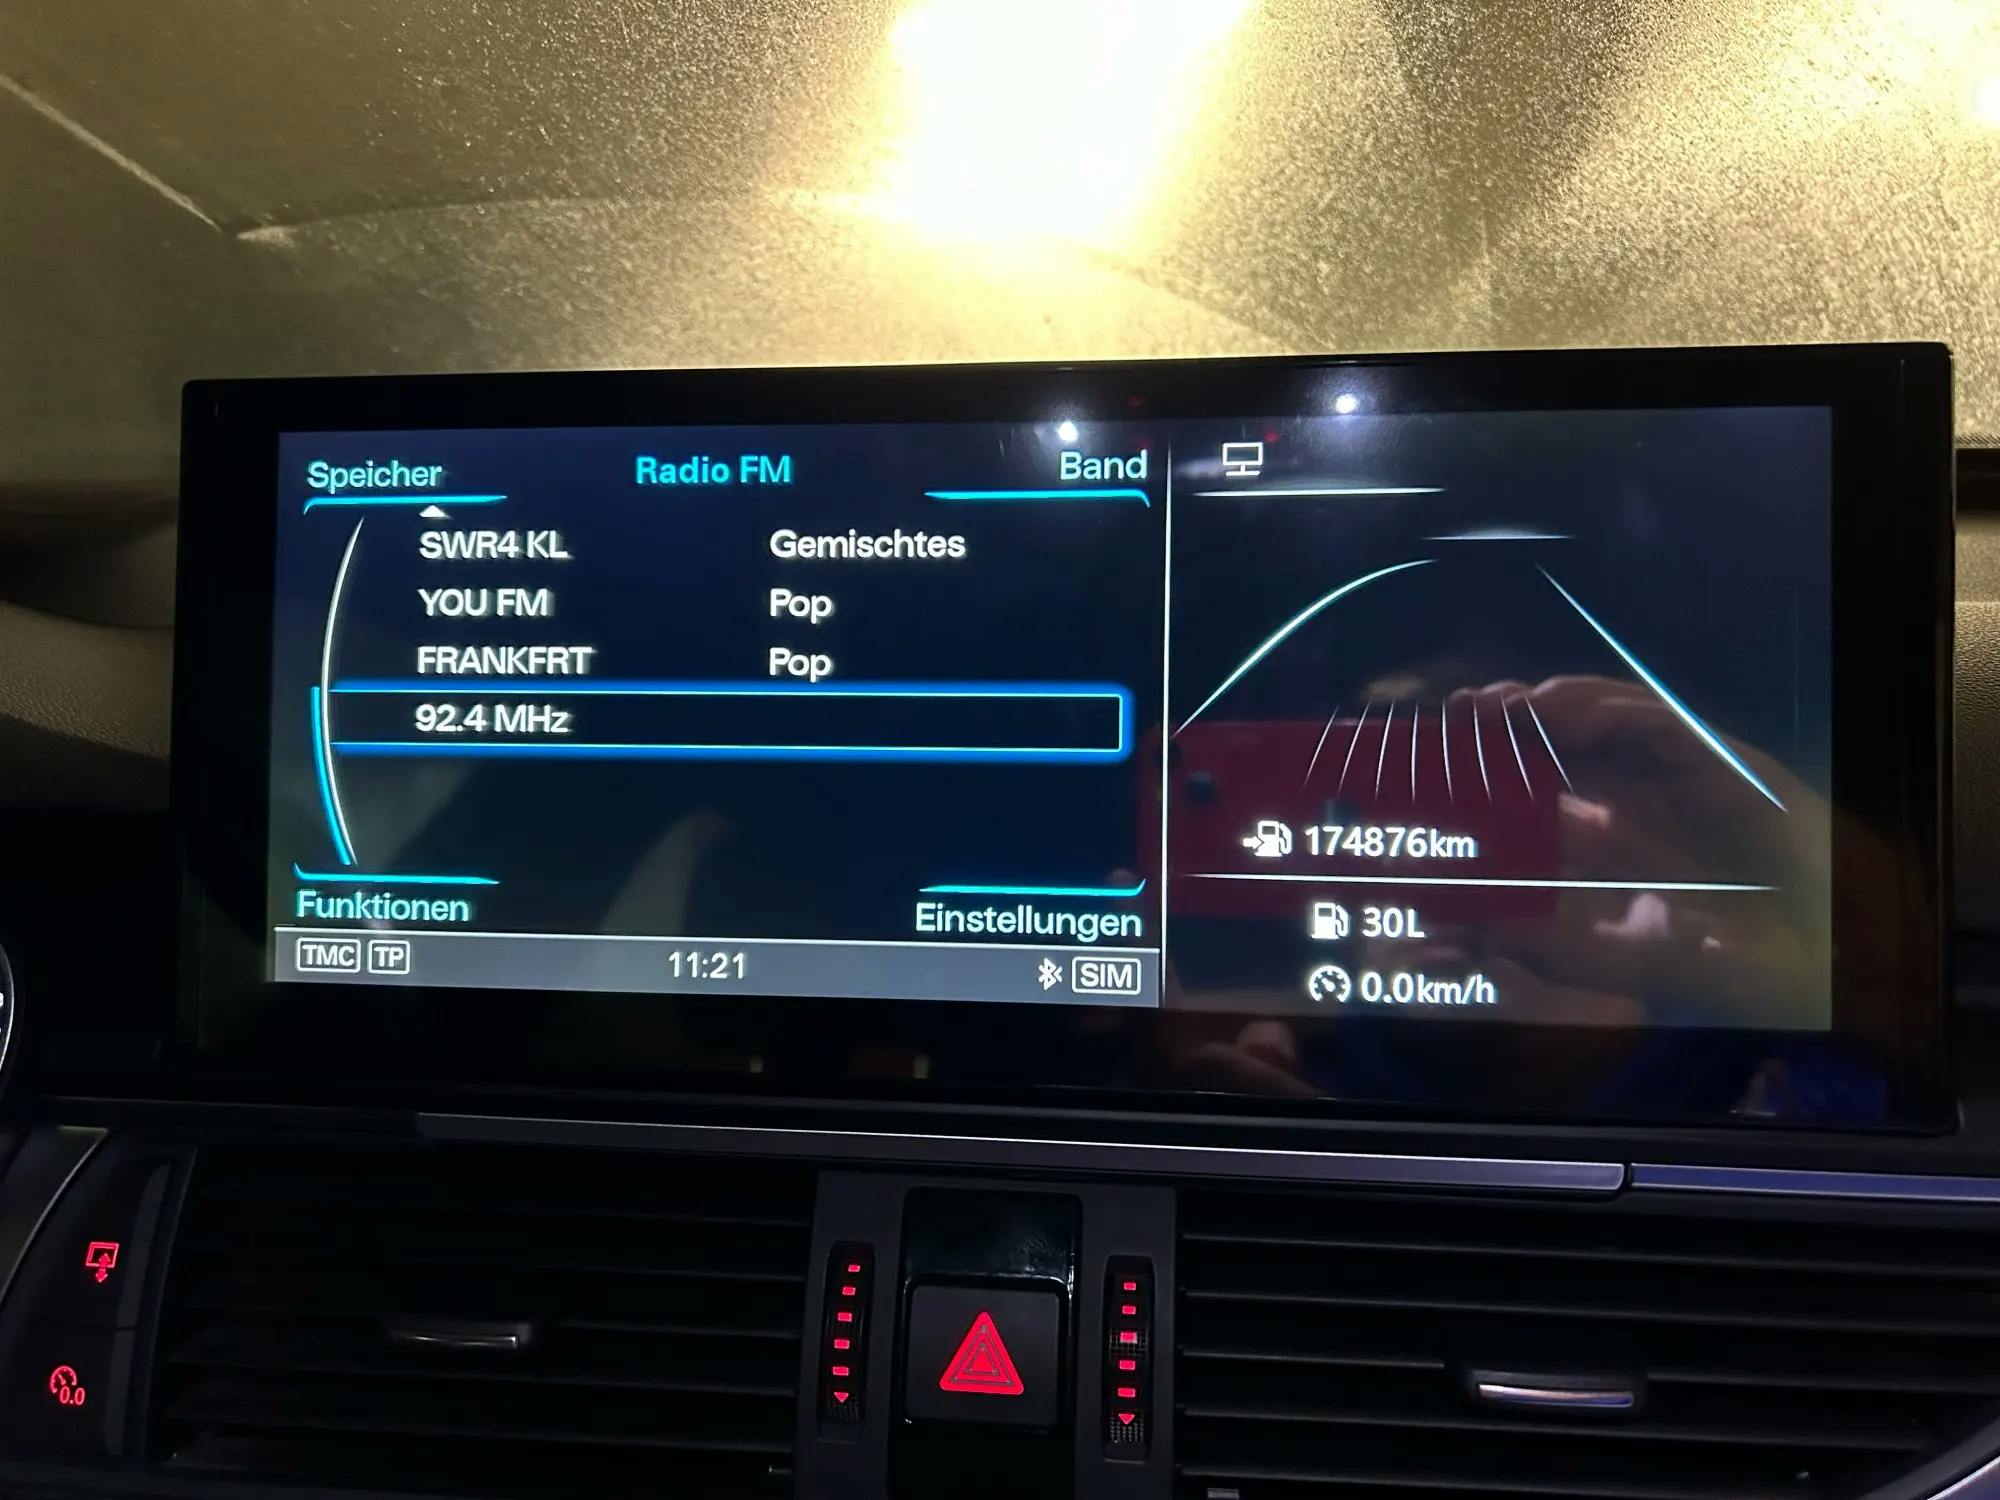 Speicher Radio FM Band
SWR4 KL Gemischtes
YOU FM Pop
FRANKFRT Pop
92.4 MHz
Funktionen Einstellungen
TMC TP 11:21 SIM
174876km
30L
0.0km/h
0.0